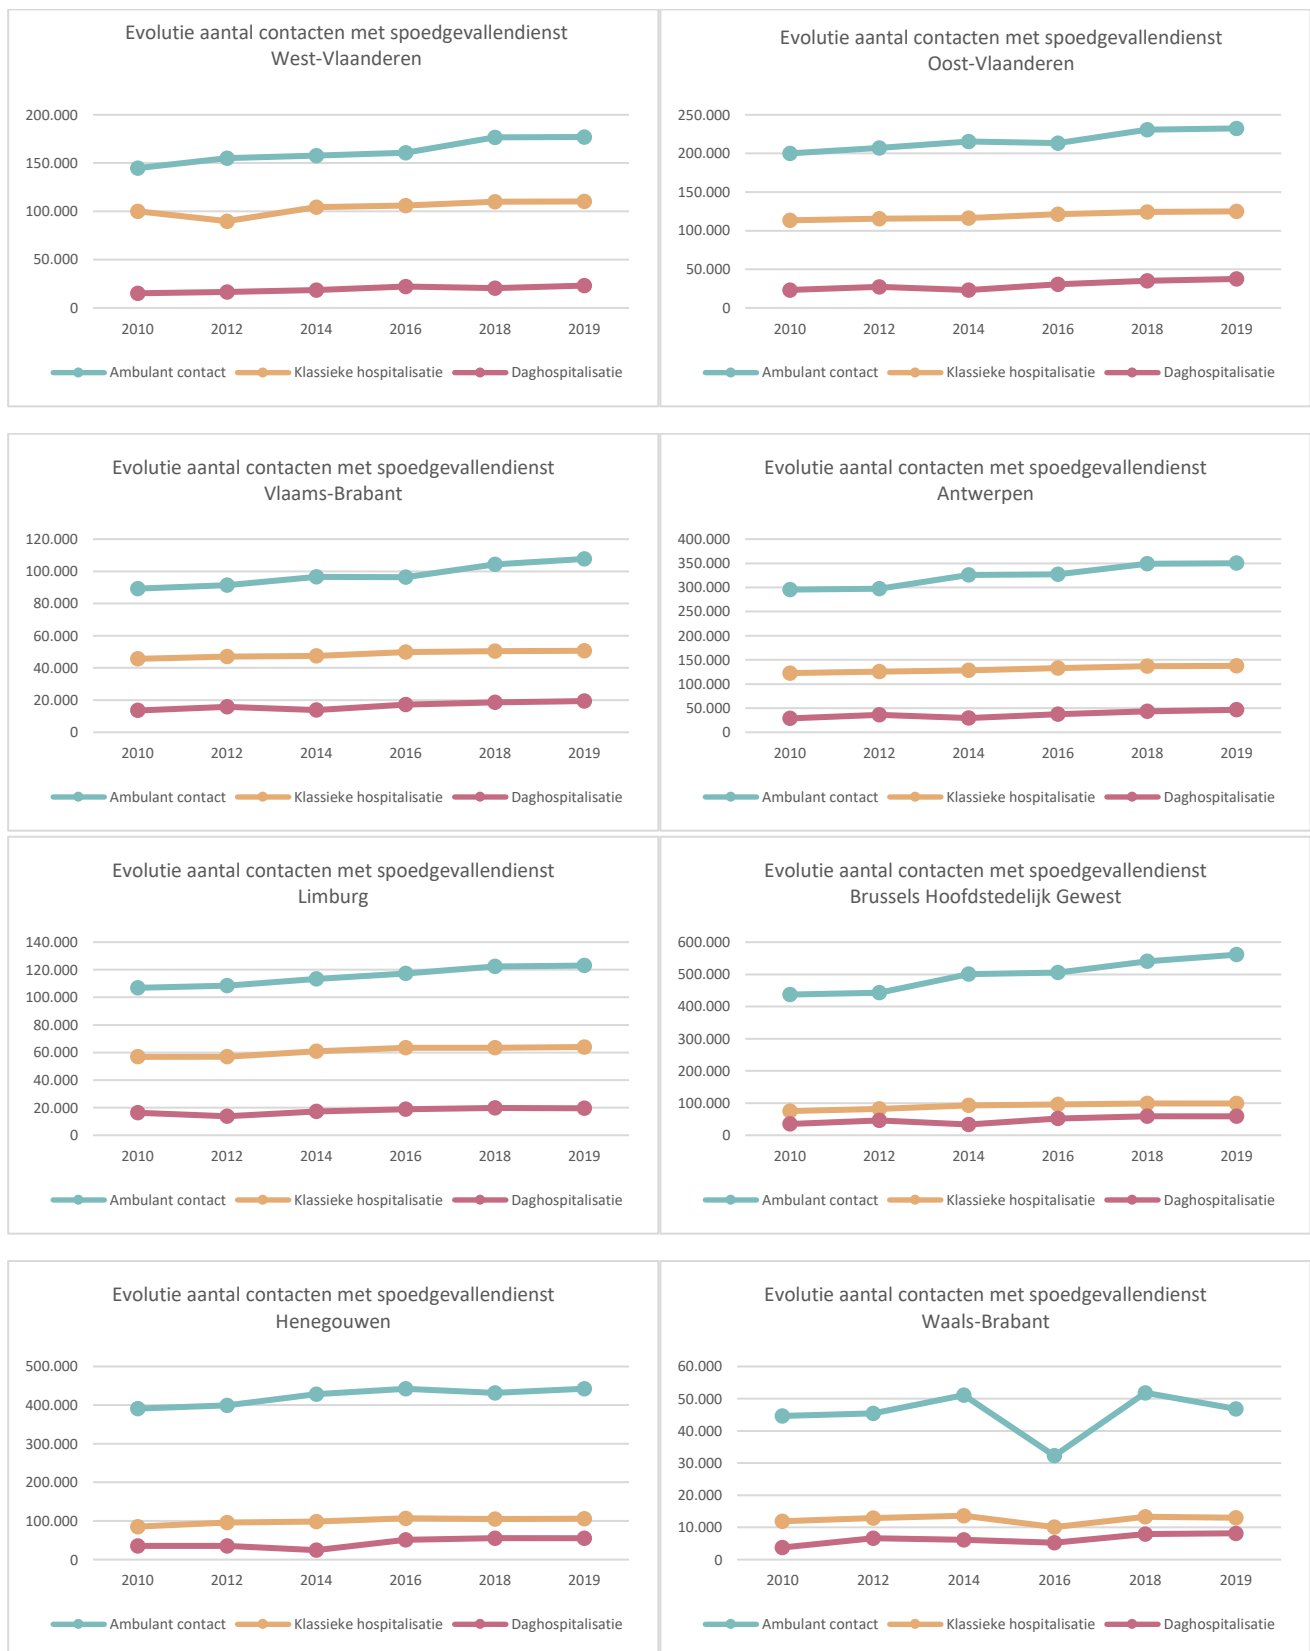 Evolutie aantal contacten met spoedgevallendienst
West-Vlaanderen
200.000
150.000
100.000
50.000
0
2010 2012 2014 2016 2018 2019
Ambulant contact Klassieke hospitalisatie Daghospitalisatie
Evolutie aantal contacten met spoedgevallendienst
Oost-Vlaanderen
250.000
200.000
150.000
100.000
50.000
0
2010 2012 2014 2016 2018 2019
Ambulant contact Klassieke hospitalisatie Daghospitalisatie
Evolutie aantal contacten met spoedgevallendienst
Vlaams-Brabant
120.000
100.000
80.000
60.000
40.000
20.000
0
2010 2012 2014 2016 2018 2019
Ambulant contact Klassieke hospitalisatie Daghospitalisatie
Evolutie aantal contacten met spoedgevallendienst
Antwerpen
400.000
350.000
300.000
250.000
200.000
150.000
100.000
50.000
0
2010 2012 2014 2016 2018 2019
Ambulant contact Klassieke hospitalisatie Daghospitalisatie
Evolutie aantal contacten met spoedgevallendienst
Limburg
140.000
120.000
100.000
80.000
60.000
40.000
20.000
0
2010 2012 2014 2016 2018 2019
Ambulant contact Klassieke hospitalisatie Daghospitalisatie
Evolutie aantal contacten met spoedgevallendienst
Brussels Hoofdstedelijk Gewest
600.000
500.000
400.000
300.000
200.000
100.000
0
2010 2012 2014 2016 2018 2019
Ambulant contact Klassieke hospitalisatie Daghospitalisatie
Evolutie aantal contacten met spoedgevallendienst
Henegouwen
500.000
400.000
300.000
200.000
100.000
0
2010 2012 2014 2016 2018 2019
Ambulant contact Klassieke hospitalisatie Daghospitalisatie
Evolutie aantal contacten met spoedgevallendienst
Waals-Brabant
60.000
50.000
40.000
30.000
20.000
10.000
0
2010 2012 2014 2016 2018 2019
Ambulant contact Klassieke hospitalisatie Daghospitalisatie